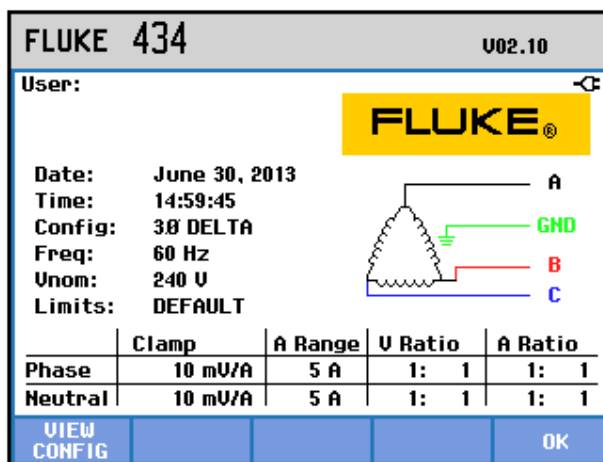 FLUKE 434 V02.10
User:
FLUKE®
Date: June 30, 2013
Time: 14:59:45
Config: 3Ø DELTA
Freq: 60 Hz
Vnom: 240 V
Limits: DEFAULT
A
GND
B
C
Clamp A Range V Ratio A Ratio
Phase 10 mV/A 5 A 1: 1 1: 1
Neutral 10 mV/A 5 A 1: 1 1: 1
VIEW
CONFIG
OK